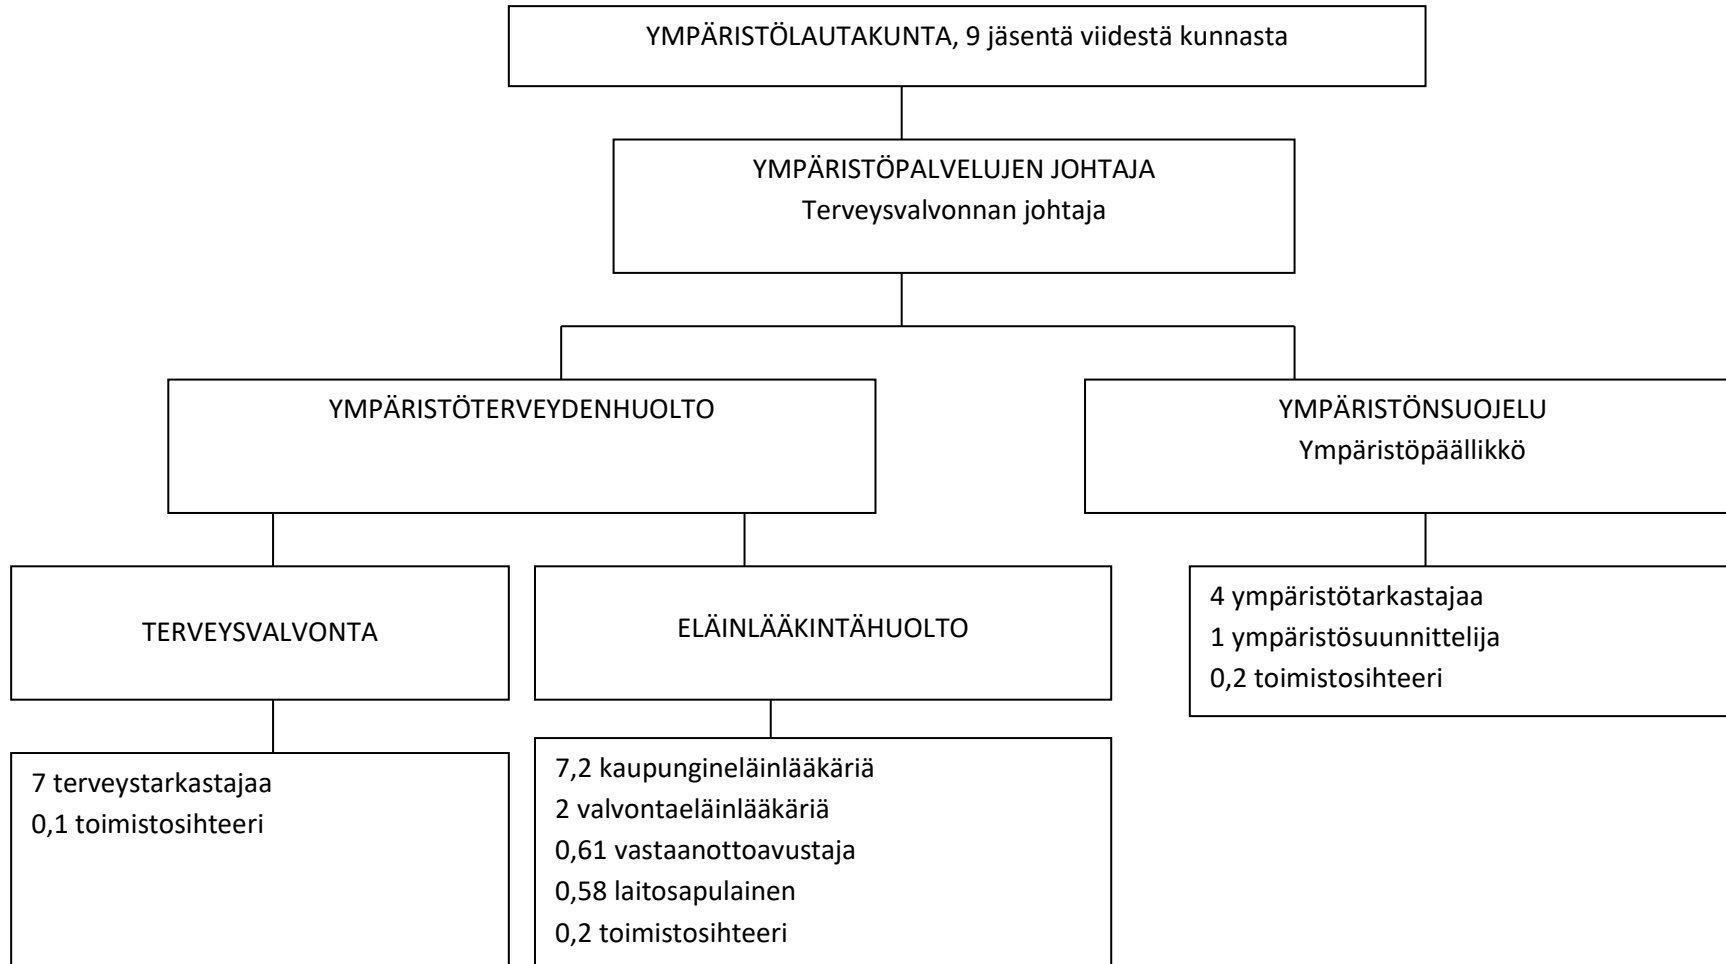 YMPÄRISTÖLAUTAKUNTA, 9 jäsentä viidestä kunnasta
YMPÄRISTÖPALVELUJEN JOHTAJA
Terveysvalvonnan johtaja
YMPÄRISTÖTERVEYDENHUOLTO
YMPÄRISTÖNSUOJELU
Ympäristöpäällikkö
TERVEYSVALVONTA
ELÄINLÄÄKINTÄHUOLTO
4 ympäristötarkastajaa
1 ympäristösuunnittelija
0,2 toimistosihteeri
7 terveystarkastajaa
0,1 toimistosihteeri
7,2 kaupungineläinlääkäriä
2 valvontaeläinlääkäriä
0,61 vastaanottoavustaja
0,58 laitosapulainen
0,2 toimistosihteeri